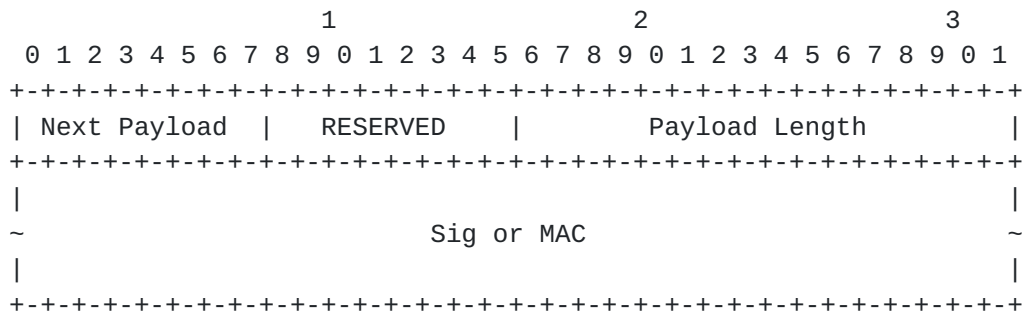 1                   2                   3
 0 1 2 3 4 5 6 7 8 9 0 1 2 3 4 5 6 7 8 9 0 1 2 3 4 5 6 7 8 9 0 1
+-+-+-+-+-+-+-+-+-+-+-+-+-+-+-+-+-+-+-+-+-+-+-+-+-+-+-+-+-+-+-+-+
| Next Payload  |   RESERVED    |        Payload Length         |
+-+-+-+-+-+-+-+-+-+-+-+-+-+-+-+-+-+-+-+-+-+-+-+-+-+-+-+-+-+-+-+-+
|                                                               |
~                          Sig or MAC                           ~
|                                                               |
+-+-+-+-+-+-+-+-+-+-+-+-+-+-+-+-+-+-+-+-+-+-+-+-+-+-+-+-+-+-+-+-+